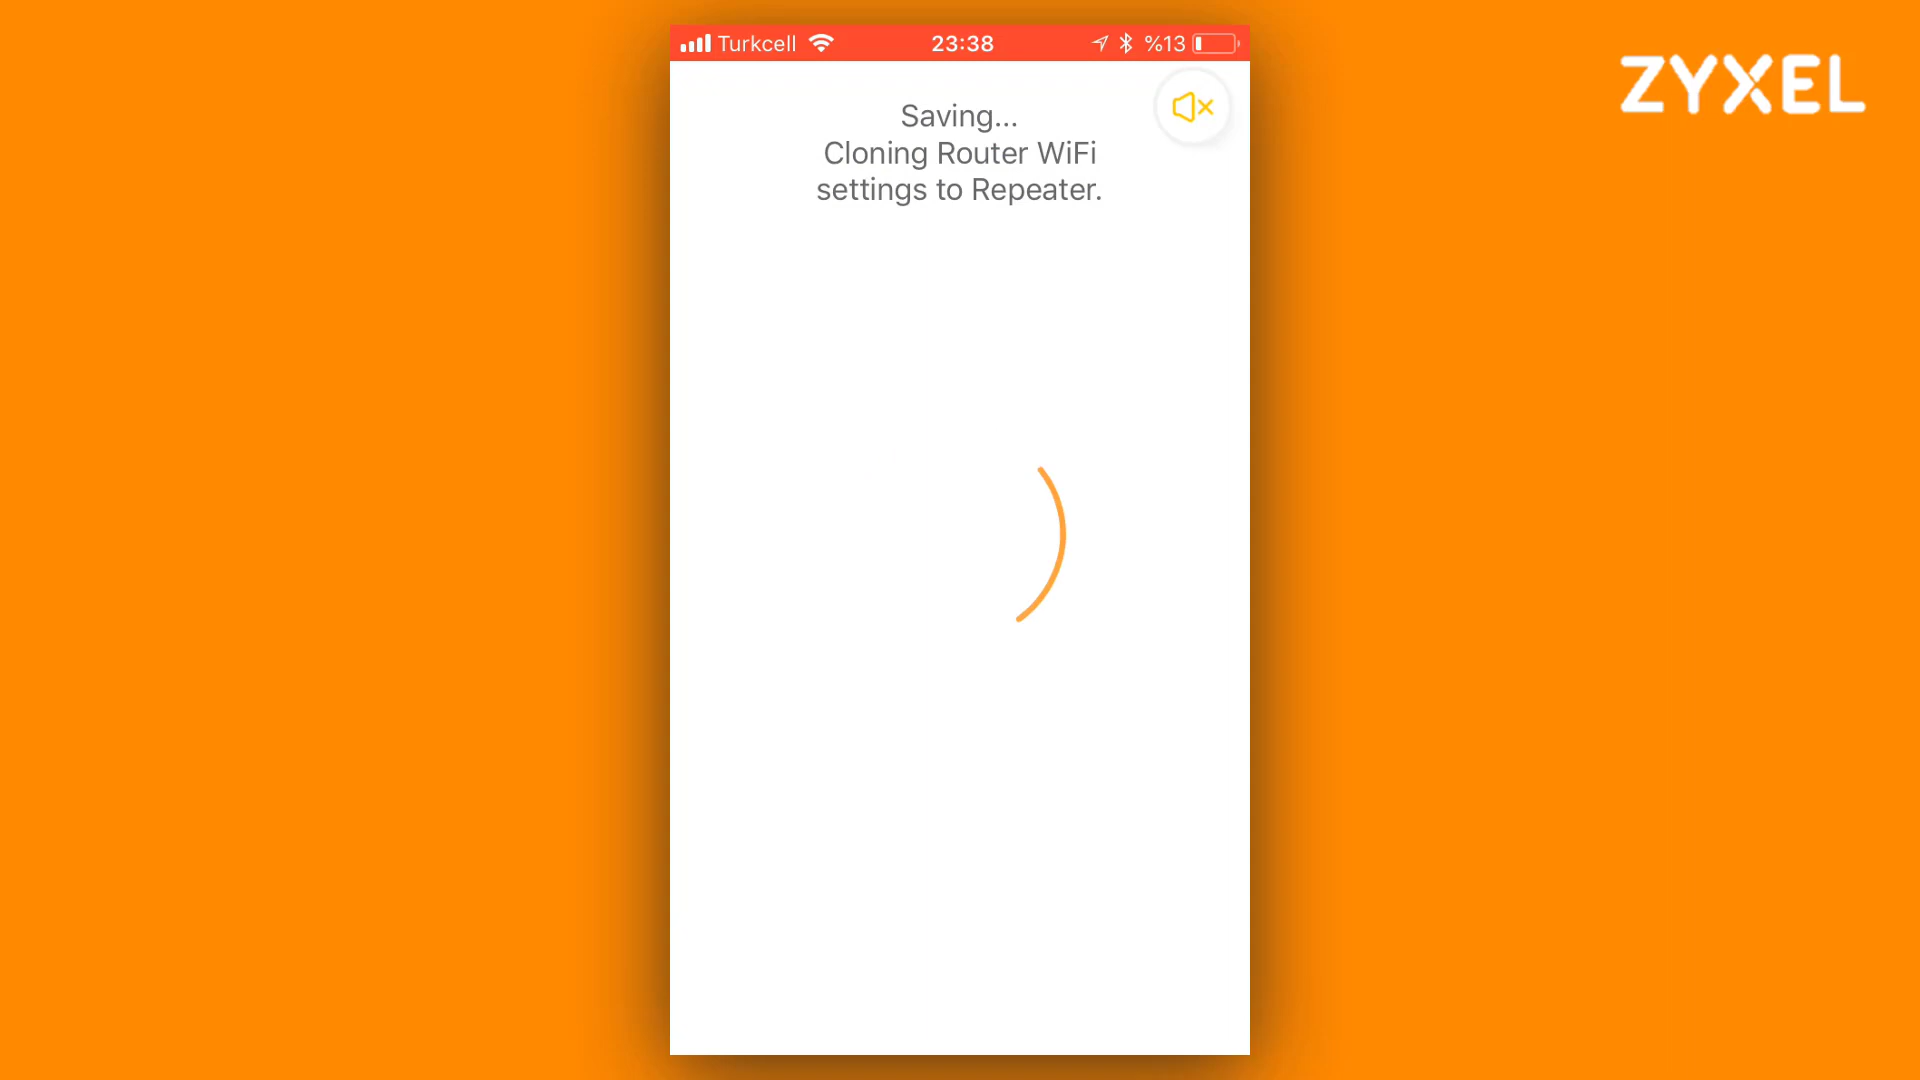 Turkcell 23:38 %13
ZYXEL
Saving...
Cloning Router WiFi
settings to Repeater.